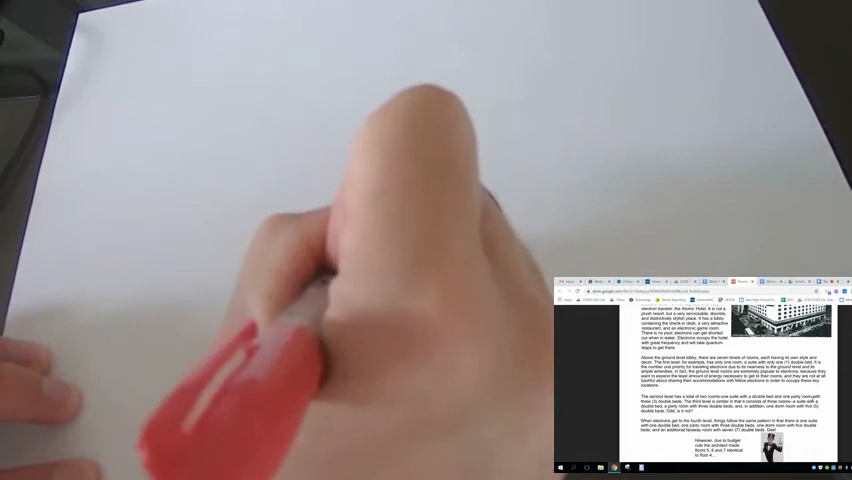 electron traveler: the Atomic Hotel. It is not a
plush resort, but a very serviceable, discrete,
and distinctively stylish place. It has a lobby
containing the check-in desk, a very attractive
restaurant, and an electronic game room.
There is no pool; electrons can get shorted
out when in water. Electrons occupy the hotel
with great frequency and will take quantum
leaps to get there.
Above the ground level lobby, there are seven levels of rooms, each having its own style and
decor. The first level, for example, has only one room, a suite with only one (1) double bed. It
is the number one priority for traveling electrons due to its nearness to the ground level and its
ample amenities. In fact, the ground level rooms are extremely popular to electrons, because
they want to expend the least amount of energy necessary to get to their rooms, and they are not at all
bashful about sharing their accommodations with fellow electrons in order to occupy these key
locations.
The second level has a total of two rooms-one suite with a double bed and one party room with
three (3) double beds. The third level is similar in that it consists of three rooms--a suite with a
double bed, a party room with three double beds, and, in addition, one dorm room with five (5)
double beds. Odd, is it not?
When electrons get to the fourth level, things follow the same pattern in that there is one suite
with one double bed, one party room with three double beds, one dorm room with five double
beds, and an additional faraway room with seven (7) double beds. Gee!
However, due to budget
cuts the architect made
floors 5, 6 and 7 identical
to floor 4...